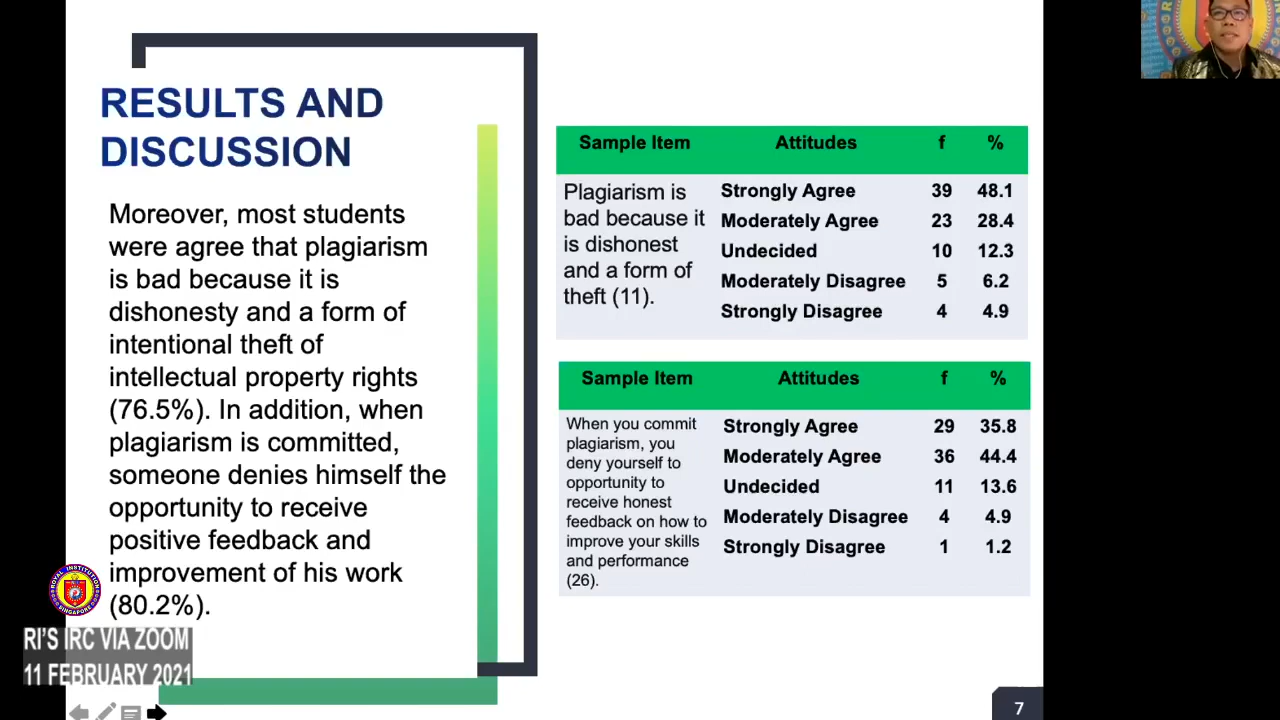 RESULTS AND
DISCUSSION
Moreover, most students
were agree that plagiarism
is bad because it is
dishonesty and a form of
intentional theft of
intellectual property rights
(76.5%). In addition, when
plagiarism is committed,
someone denies himself the
opportunity to receive
positive feedback and
improvement of his work
(80.2%).
Sample Item Attitudes f %
Plagiarism is
bad because it
is dishonest
and a form of
theft (11).
Strongly Agree 39 48.1
Moderately Agree 23 28.4
Undecided 10 12.3
Moderately Disagree 5 6.2
Strongly Disagree 4 4.9
Sample Item Attitudes f %
When you commit
plagiarism, you
deny yourself to
opportunity to
receive honest
feedback on how to
improve your skills
and performance
(26).
Strongly Agree 29 35.8
Moderately Agree 36 44.4
Undecided 11 13.6
Moderately Disagree 4 4.9
Strongly Disagree 1 1.2
ROYAL INSTITUTION
SINGAPORE
RI'S IRC VIA ZOOM
11 FEBRUARY 2021
7